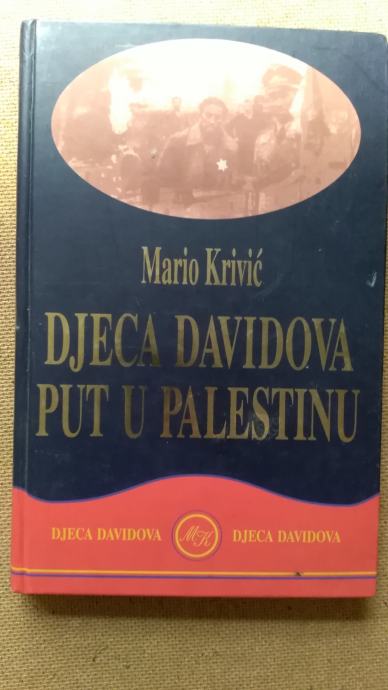 Mario Krivić
DJECA DAVIDOVA
PUT U PALESTINU
DJECA DAVIDOVA MK DJECA DAVIDOVA